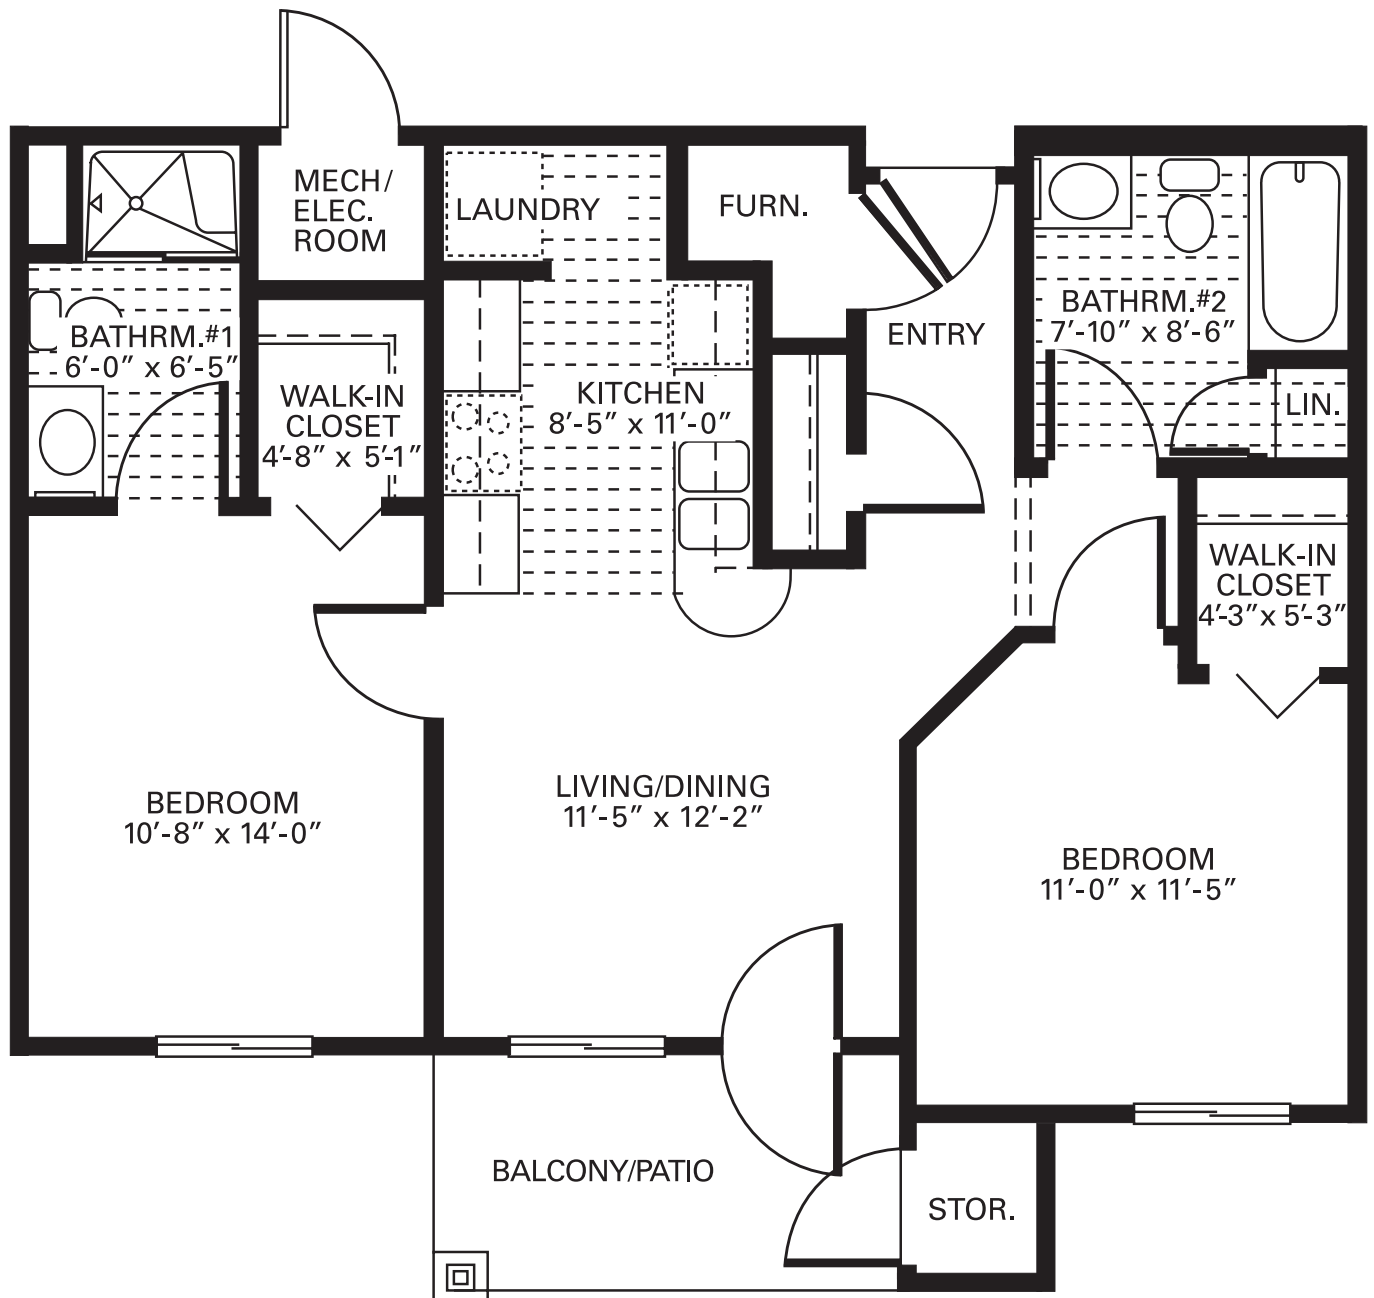 MECH/
ELEC.
ROOM
LAUNDRY
FURN.
BATHRM.#1
6′-0″ x 6′-5″
WALK-IN
CLOSET
4′-8″ x 5′-1″
KITCHEN
8′-5″ x 11′-0″
ENTRY
BATHRM.#2
7′-10″ x 8′-6″
LIN.
WALK-IN
CLOSET
4′-3″ x 5′-3″
BEDROOM
10′-8″ x 14′-0″
LIVING/DINING
11′-5″ x 12′-2″
BEDROOM
11′-0″ x 11′-5″
BALCONY/PATIO
STOR.